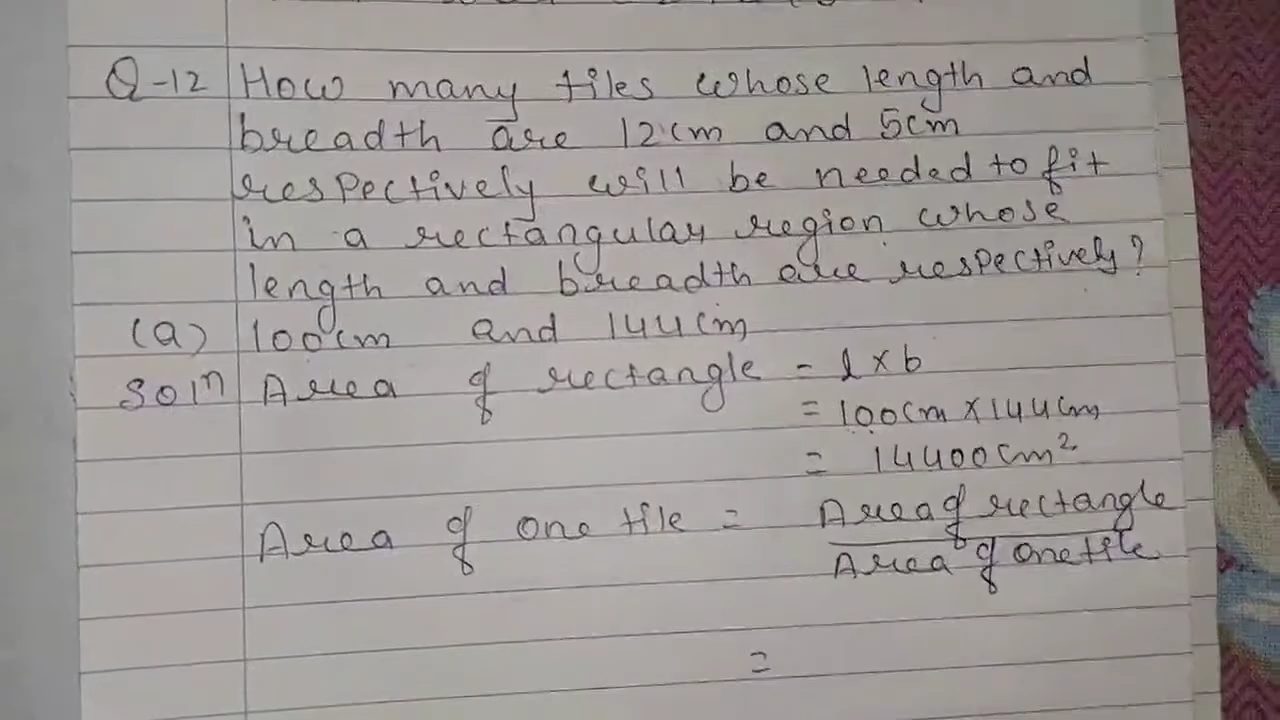 Q-12 How many tiles whose length and
breadth are 12cm and 5cm
respectively will be needed to fit
in a rectangular region whose
length and breadth are respectively?
(a) 100cm and 144cm
Soln Area of rectangle = l × b
= 100cm × 144cm
= 14400cm²
Area of one tile = Area of rectangle
Area of one tile
=